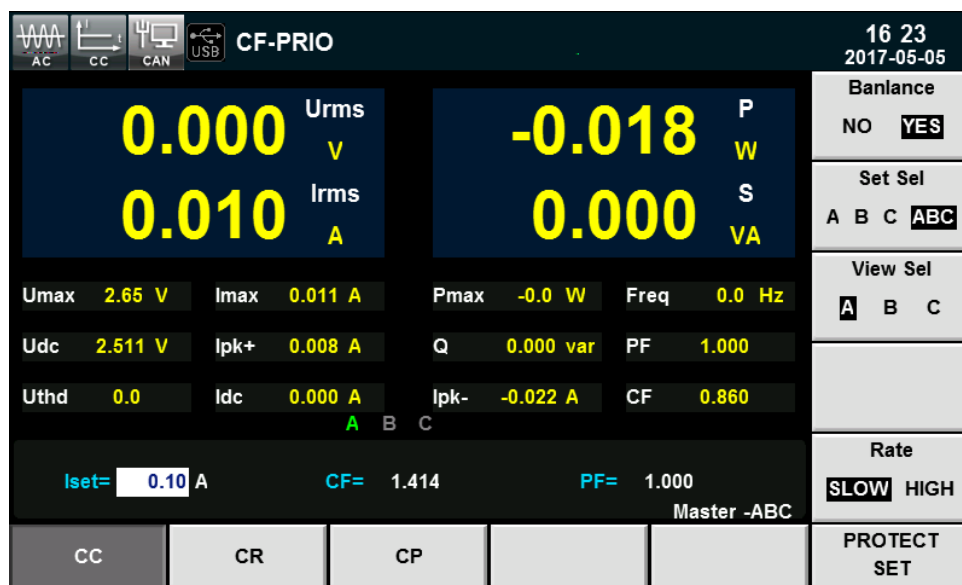 AC
CC
CAN
USB
CF-PRIO
16 23
2017-05-05
0.000 Urms V
0.010 Irms A
-0.018 P W
0.000 S VA
Umax 2.65 V Imax 0.011 A Pmax -0.0 W Freq 0.0 Hz
Udc 2.511 V Ipk+ 0.008 A Q 0.000 var PF 1.000
Uthd 0.0 Idc 0.000 A Ipk- -0.022 A CF 0.860
A B C
Iset= 0.10 A CF= 1.414 PF= 1.000
Master -ABC
Banlance
NO YES
Set Sel
A B C ABC
View Sel
A B C
Rate
SLOW HIGH
CC CR CP
PROTECT
SET